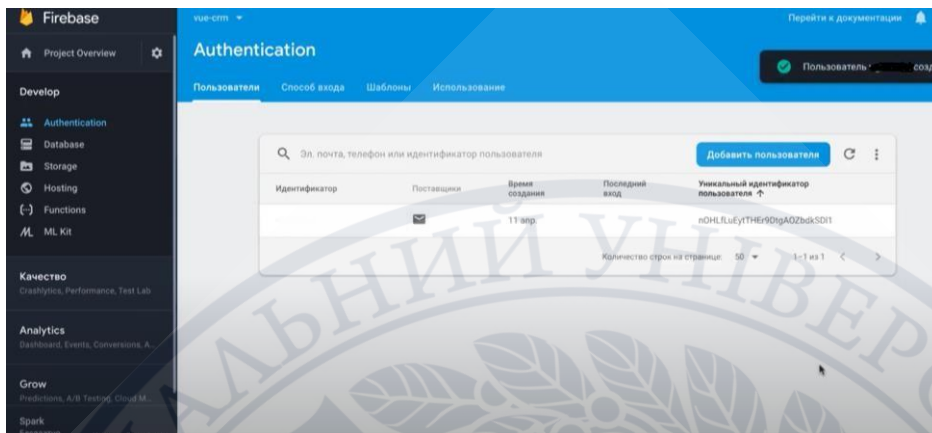 Firebase
vue-crm
Перейти к документации
Project Overview
Authentication
Пользователь
Develop
Пользователи Способ входа Шаблоны Использование
Authentication
Database
Storage
Hosting
Functions
ML Kit
Эл. почта, телефон или идентификатор пользователя
Добавить пользователя
Идентификатор Поставщики Время создания Последний вход Уникальный идентификатор пользователя ↑
11 апр.
Количество строк на странице: 50 1–1 из 1
Качество
Crashlytics, Performance, Test Lab
Analytics
Dashboard, Events, Conversions, A...
Grow
Predictions, A/B Testing, Cloud M...
Spark
АЛЬНИЙ УНІВЕР